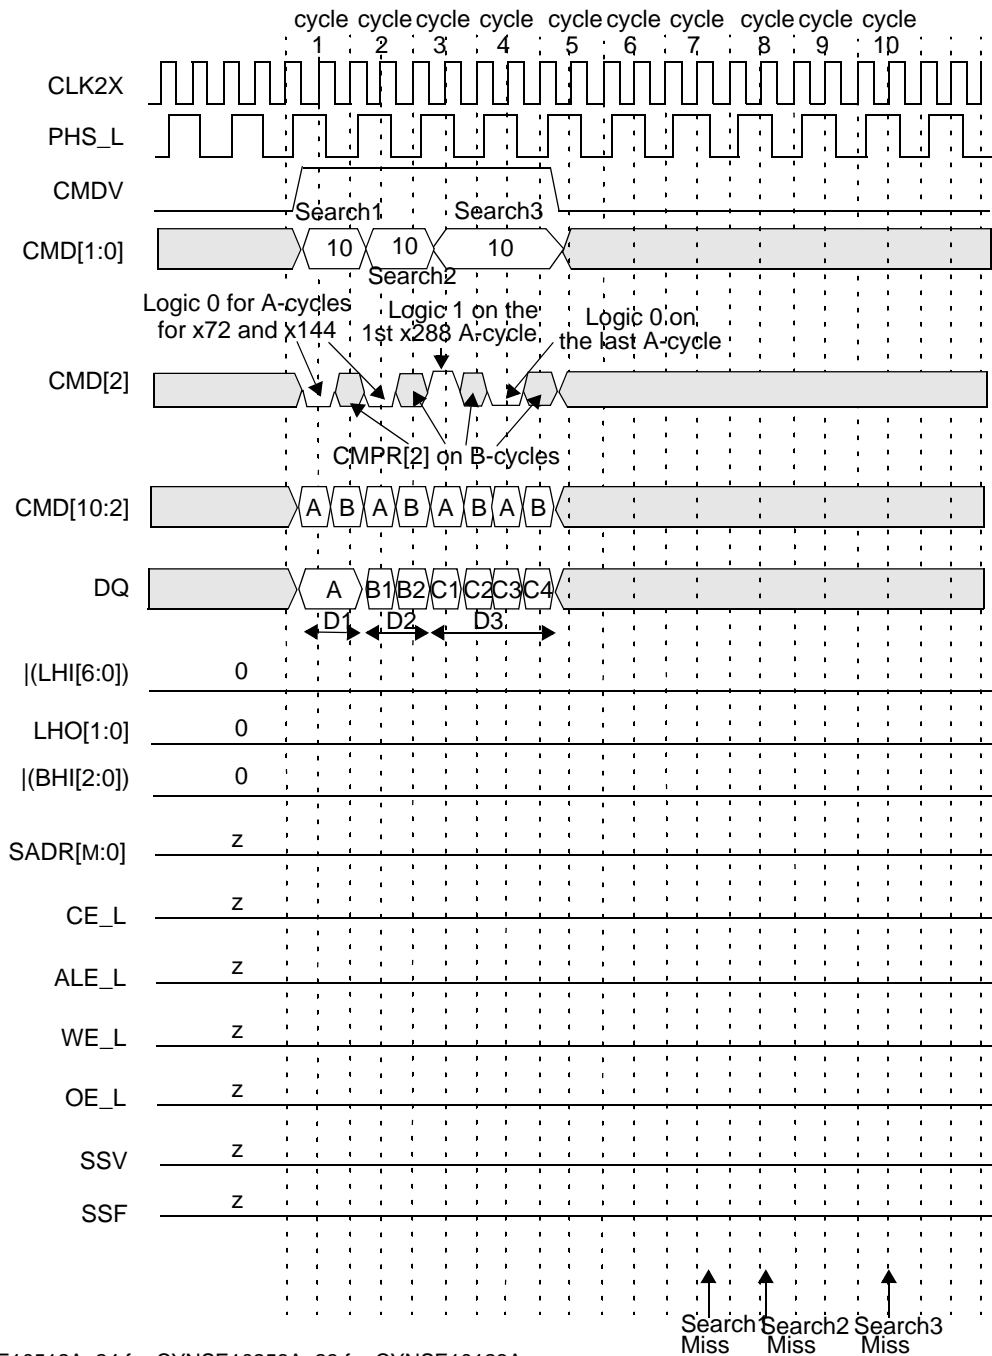 cycle cycle cycle cycle cycle cycle cycle cycle cycle cycle
1 2 3 4 5 6 7 8 9 10
CLK2X
PHS_L
CMDV
Search1 Search3
CMD[1:0] 10 10 10
Search2
Logic 0 for A-cycles
for x72 and x144
Logic 1 on the
1st x288 A-cycle
Logic 0 on
the last A-cycle
CMD[2]
CMPR[2] on B-cycles
CMD[10:2] A B A B A B A B
DQ A B1 B2 C1 C2 C3 C4
D1 D2 D3
|(LHI[6:0]) 0
LHO[1:0] 0
|(BHI[2:0]) 0
SADR[M:0] z
CE_L z
ALE_L z
WE_L z
OE_L z
SSV z
SSF z
Search1 Search2 Search3
Miss Miss Miss